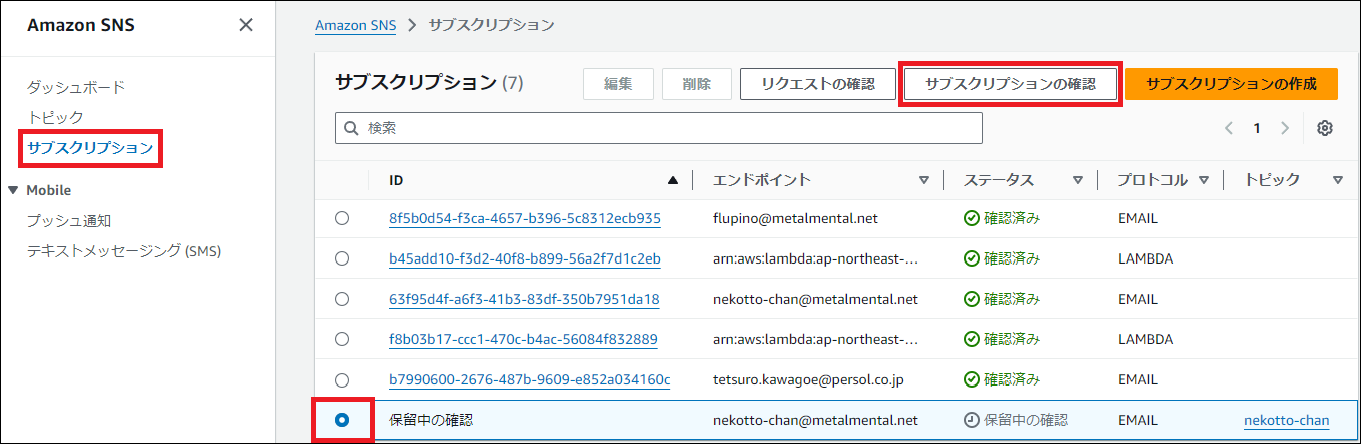 Amazon SNS
ダッシュボード
トピック
サブスクリプション
Mobile
プッシュ通知
テキストメッセージング (SMS)
Amazon SNS > サブスクリプション
サブスクリプション (7) 編集 削除 リクエストの確認 サブスクリプションの確認 サブスクリプションの作成
検索 1
ID エンドポイント ステータス プロトコル トピック
8f5b0d54-f3ca-4657-b396-5c8312ecb935 flupino@metalmental.net 確認済み EMAIL
b45add10-f3d2-40f8-b899-56a2f7d1c2eb arn:aws:lambda:ap-northeast-... 確認済み LAMBDA
63f95d4f-a6f3-41b3-83df-350b7951da18 nekotto-chan@metalmental.net 確認済み EMAIL
f8b03b17-ccc1-470c-b4ac-56084f832889 arn:aws:lambda:ap-northeast-... 確認済み LAMBDA
b7990600-2676-487b-9609-e852a034160c tetsuro.kawagoe@persol.co.jp 確認済み EMAIL
保留中の確認 nekotto-chan@metalmental.net 保留中の確認 EMAIL nekotto-chan